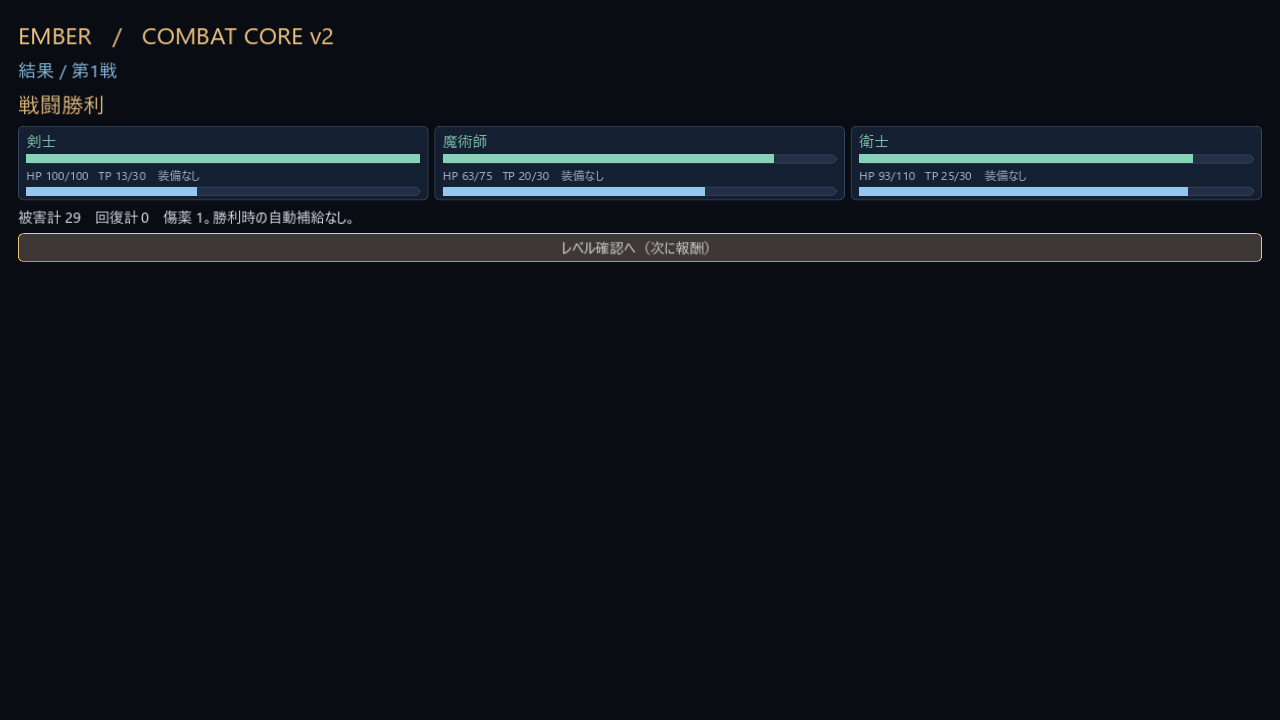 EMBER / COMBAT CORE v2
結果 / 第1戦
戦闘勝利
剣士
HP 100/100 TP 13/30 装備なし
魔術師
HP 63/75 TP 20/30 装備なし
衛士
HP 93/110 TP 25/30 装備なし
被害計 29 回復計 0 傷薬 1。勝利時の自動補給なし。
レベル確認へ（次に報酬）